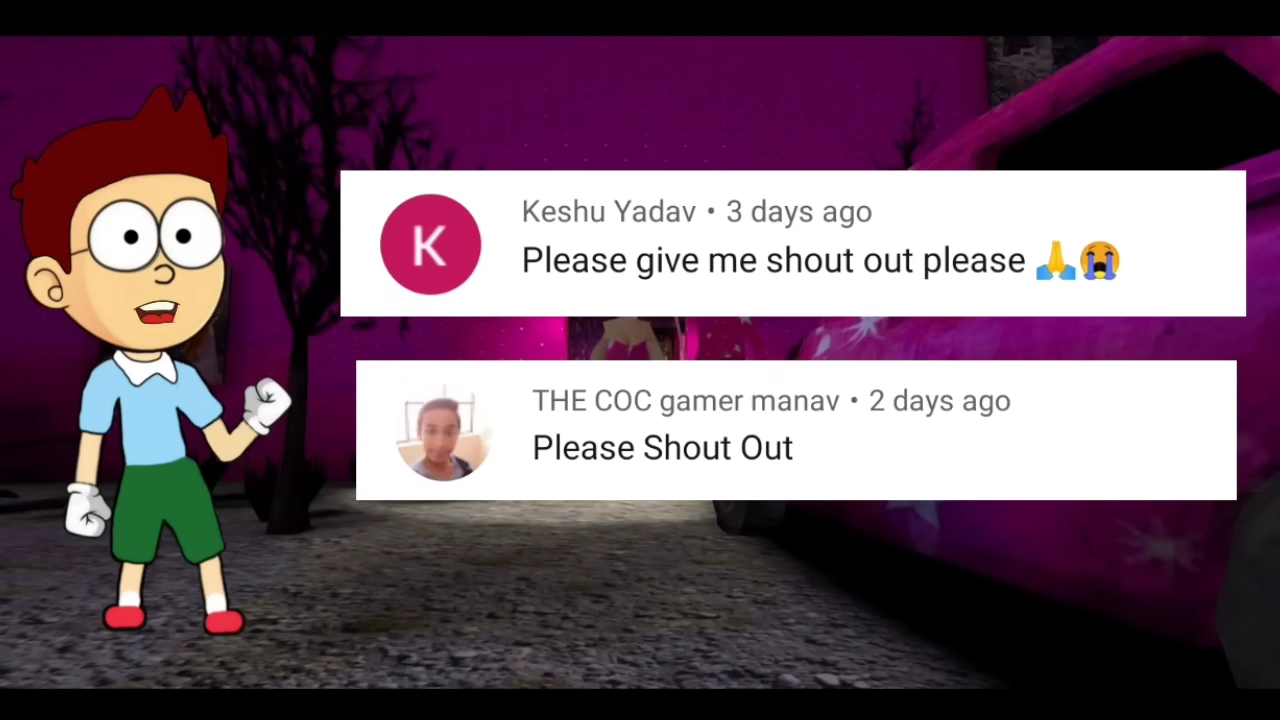 K
Keshu Yadav • 3 days ago
Please give me shout out please 🙏😭
THE COC gamer manav • 2 days ago
Please Shout Out